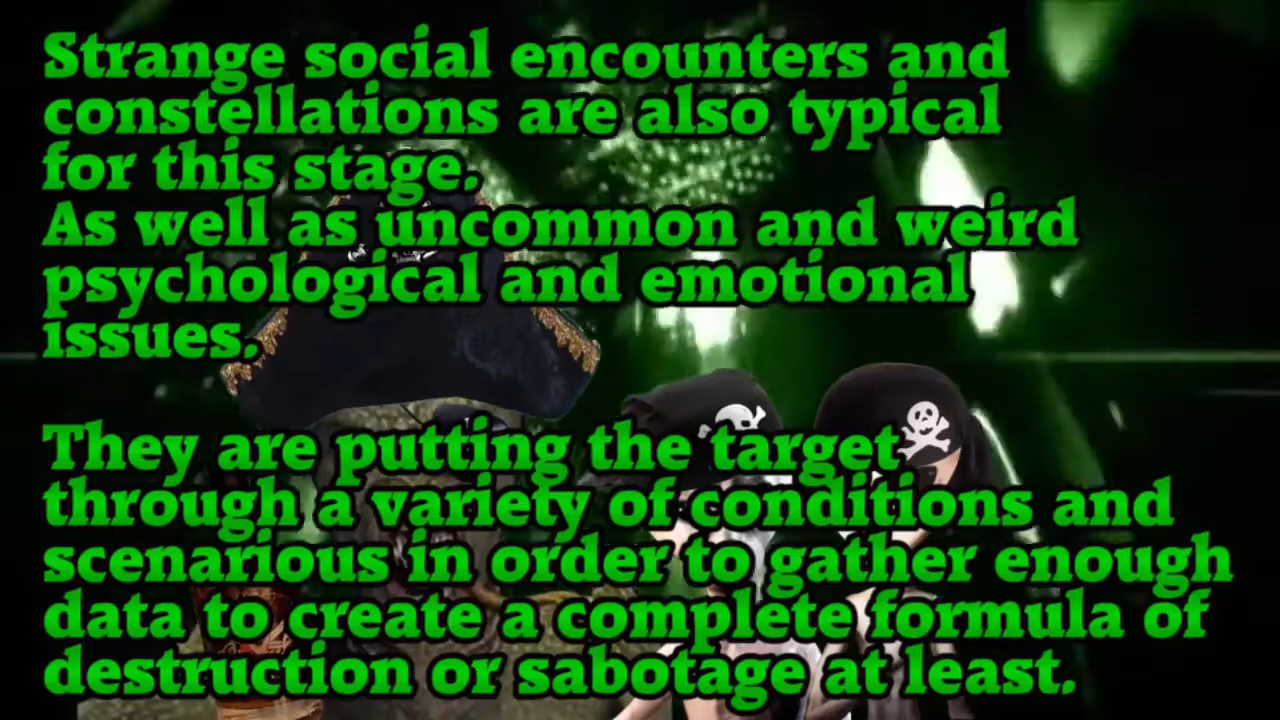 Strange social encounters and
constellations are also typical
for this stage.
As well as uncommon and weird
psychological and emotional
issues.
They are putting the target
through a variety of conditions and
scenarious in order to gather enough
data to create a complete formula of
destruction or sabotage at least.